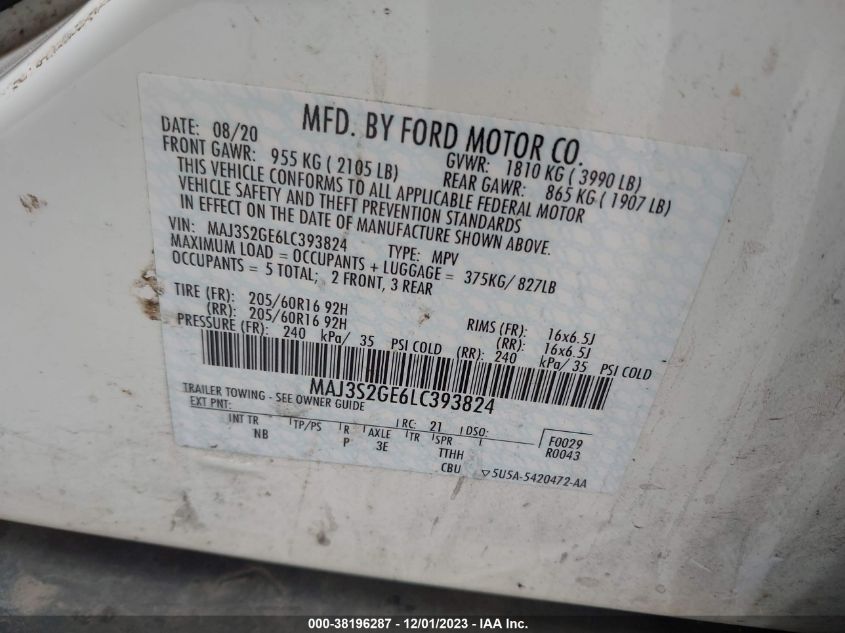 MFD. BY FORD MOTOR CO.
DATE: 08/20
GVWR: 1810 KG ( 3990 LB)
FRONT GAWR: 955 KG ( 2105 LB)
REAR GAWR: 865 KG ( 1907 LB)
THIS VEHICLE CONFORMS TO ALL APPLICABLE FEDERAL MOTOR
VEHICLE SAFETY AND THEFT PREVENTION STANDARDS
IN EFFECT ON THE DATE OF MANUFACTURE SHOWN ABOVE.
VIN: MAJ3S2GE6LC393824 TYPE: MPV
MAXIMUM LOAD = OCCUPANTS + LUGGAGE = 375KG/ 827LB
OCCUPANTS = 5 TOTAL; 2 FRONT, 3 REAR
TIRE (FR): 205/60R16 92H RIMS (FR): 16x6.5J
(RR): 205/60R16 92H (RR): 16x6.5J
PRESSURE (FR): 240 kPa/ 35 PSI COLD (RR): 240 kPa/ 35 PSI COLD
MAJ3S2GE6LC393824
TRAILER TOWING - SEE OWNER GUIDE
EXT PNT: RC: 21 DSO:
INT TR TP/PS R AXLE TR SPR F0029
NB P 3E TTHH R0043
CBU 5U5A-5420472-AA
000-38196287 - 12/01/2023 - IAA Inc.